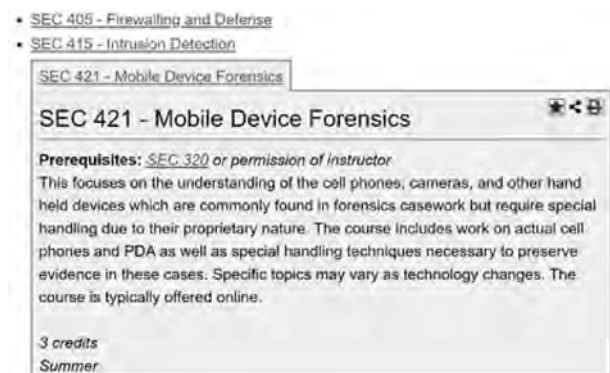 SEC 405 - Firewalling and Defense
SEC 415 - Intrusion Detection
SEC 421 - Mobile Device Forensics
SEC 421 - Mobile Device Forensics
Prerequisites: SEC 320 or permission of instructor
This focuses on the understanding of the cell phones, cameras, and other hand
held devices which are commonly found in forensics casework but require special
handling due to their proprietary nature. The course includes work on actual cell
phones and PDA as well as special handling techniques necessary to preserve
evidence in these cases. Specific topics may vary as technology changes. The
course is typically offered online.
3 credits
Summer